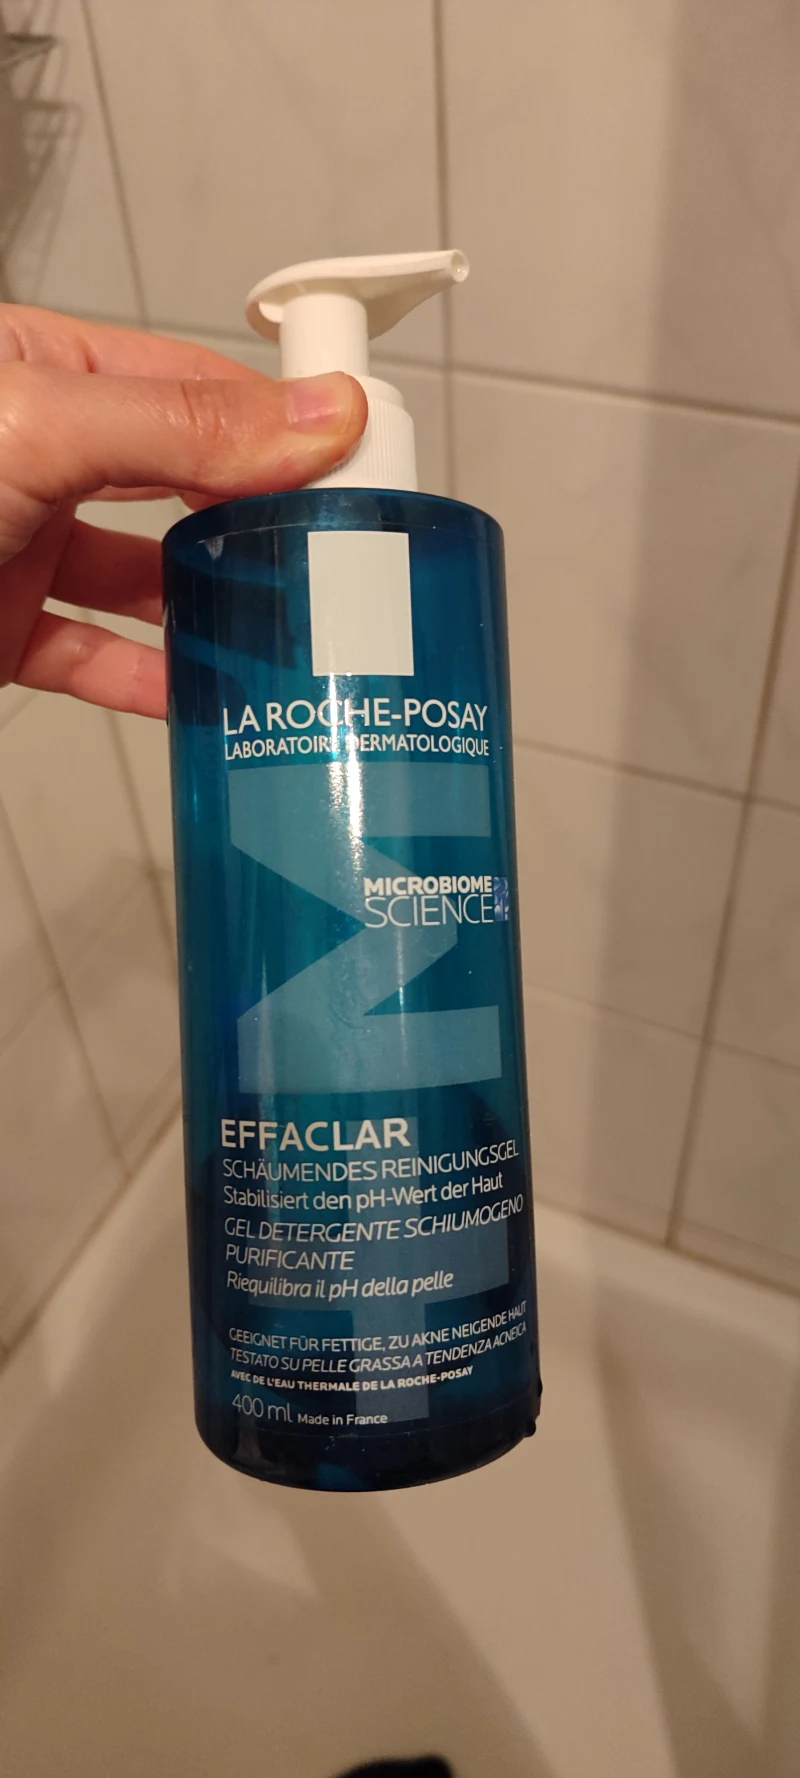 LA ROCHE-POSAY
LABORATOIRE DERMATOLOGIQUE
MICROBIOME
SCIENCE
EFFACLAR
SCHÄUMENDES REINIGUNGSGEL
Stabilisiert den pH-Wert der Haut
GEL DETERGENTE SCHIUMOGENO
PURIFICANTE
Riequilibra il pH della pelle
GEEIGNET FÜR FETTIGE, ZU AKNE NEIGENDE HAUT
TESTATO SU PELLE GRASSA A TENDENZA ACNEICA
AVEC DE L'EAU THERMALE DE LA ROCHE-POSAY
400 ml Made in France